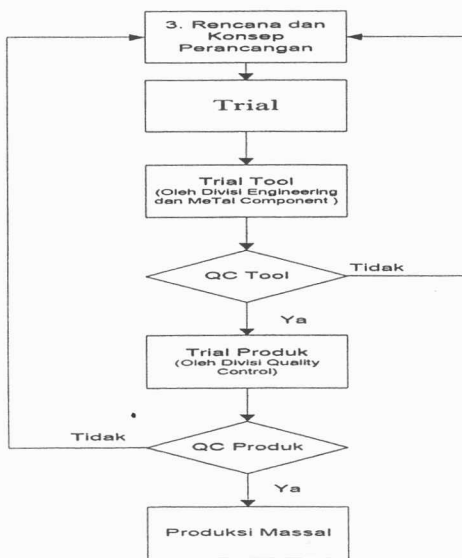 3. Rencana dan
Konsep
Perancangan
Trial
Trial Tool
(Oleh Divisi Engineering
dan MeTal Component )
QC Tool
Tidak
Ya
Trial Produk
(Oleh Divisi Quality
Control)
Tidak
QC Produk
Ya
Produksi Massal